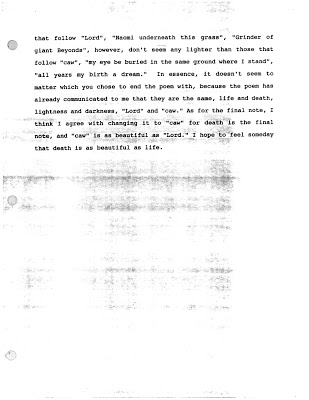 that follow "Lord", "Naomi underneath this grass", "Grinder of
giant Beyonds", however, don't seem any lighter than those that
follow "caw", "my eye be buried in the same ground where I stand",
"all years my birth a dream."  In essence, it doesn't seem to
matter which you chose to end the poem with, because the poem has
already communicated to me that they are the same, life and death,
lightness and darkness, "Lord" and "caw." As for the final note, I
think I agree with changing it to "caw" for death is the final
note, and "caw" is as beautiful as "Lord." I hope to feel someday
that death is as beautiful as life.